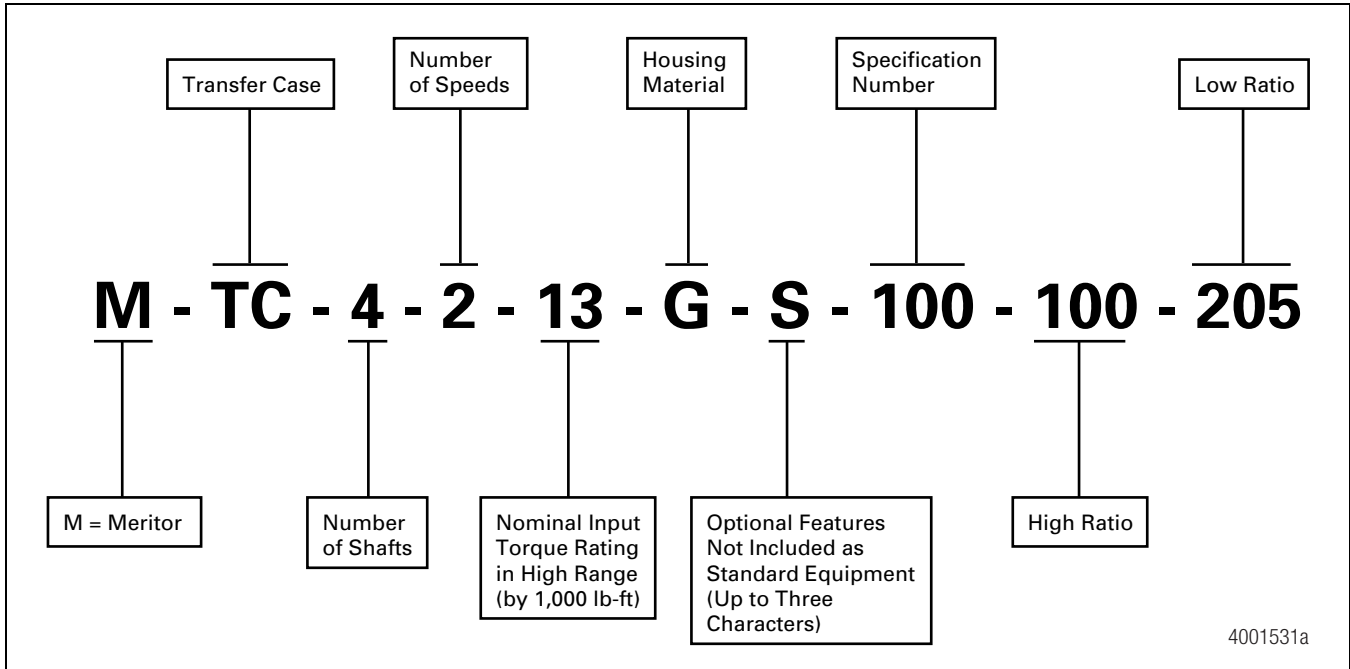 Transfer Case
Number
of Speeds
Housing
Material
Specification
Number
Low Ratio
M - TC - 4 - 2 - 13 - G - S - 100 - 100 - 205
M = Meritor
Number
of Shafts
Nominal Input
Torque Rating
in High Range
(by 1,000 lb-ft)
Optional Features
Not Included as
Standard Equipment
(Up to Three
Characters)
High Ratio
4001531a